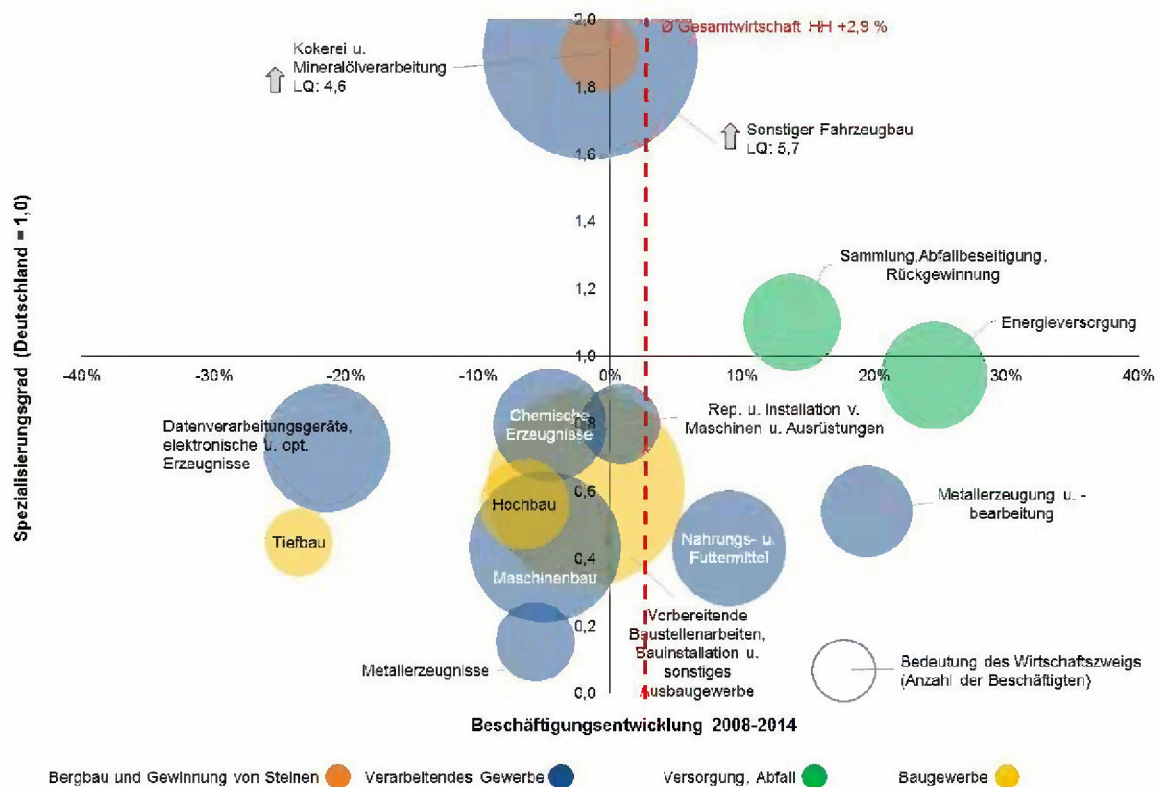 2,0
Ø Gesamtwirtschaft HH +2,9 %
Kokerei u.
Mineralölverarbeitung
LQ: 4,6
1,8
Sonstiger Fahrzeugbau
LQ: 5,7
1,6
1,4
Spezialisierungsgrad (Deutschland = 1,0)
Sammlung,Abfallbeseitigung,
Rückgewinnung
1,2
Energieversorgung
1,0
-40%
-30%
-20%
-10%
0%
10%
20%
30%
40%
Datenverarbeitungsgeräte,
elektronische u. opt.
Erzeugnisse
Chemische
Erzeugnisse
0,8
Rep. u. Installation v.
Maschinen u. Ausrüstungen
0,6
Hochbau
Metallerzeugung u. -
bearbeitung
Tiefbau
Nahrungs- u.
Futtermittel
0,4
Maschinenbau
Vorbereitende
Baustellenarbeiten,
Bauinstallation u.
sonstiges
Ausbaugewerbe
0,2
Metallerzeugnisse
Bedeutung des Wirtschaftszweigs
(Anzahl der Beschäftigten)
0,0
Beschäftigungsentwicklung 2008-2014
Bergbau und Gewinnung von Steinen
Verarbeitendes Gewerbe
Versorgung, Abfall
Baugewerbe